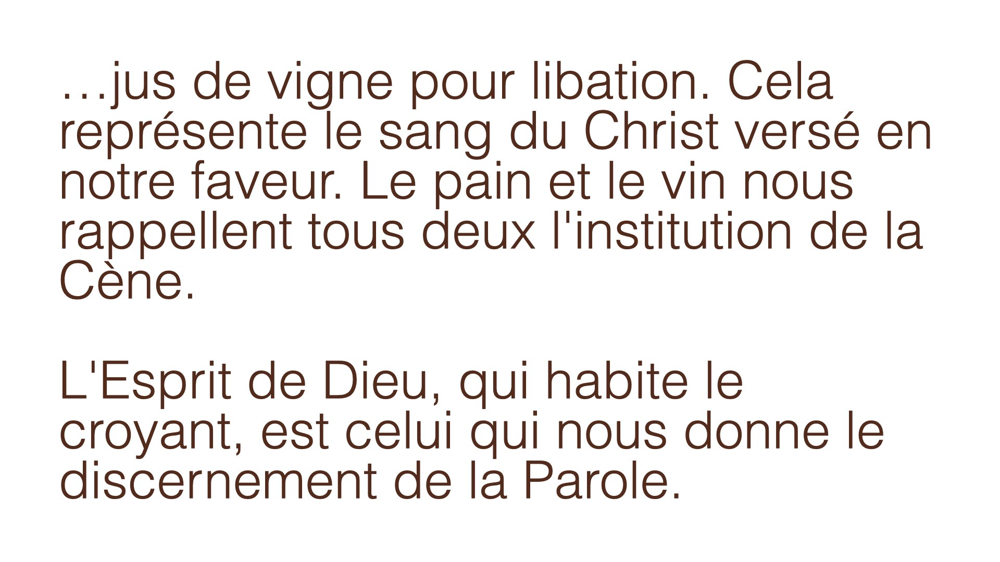 …jus de vigne pour libation. Cela
représente le sang du Christ versé en
notre faveur. Le pain et le vin nous
rappellent tous deux l'institution de la
Cène.
L'Esprit de Dieu, qui habite le
croyant, est celui qui nous donne le
discernement de la Parole.